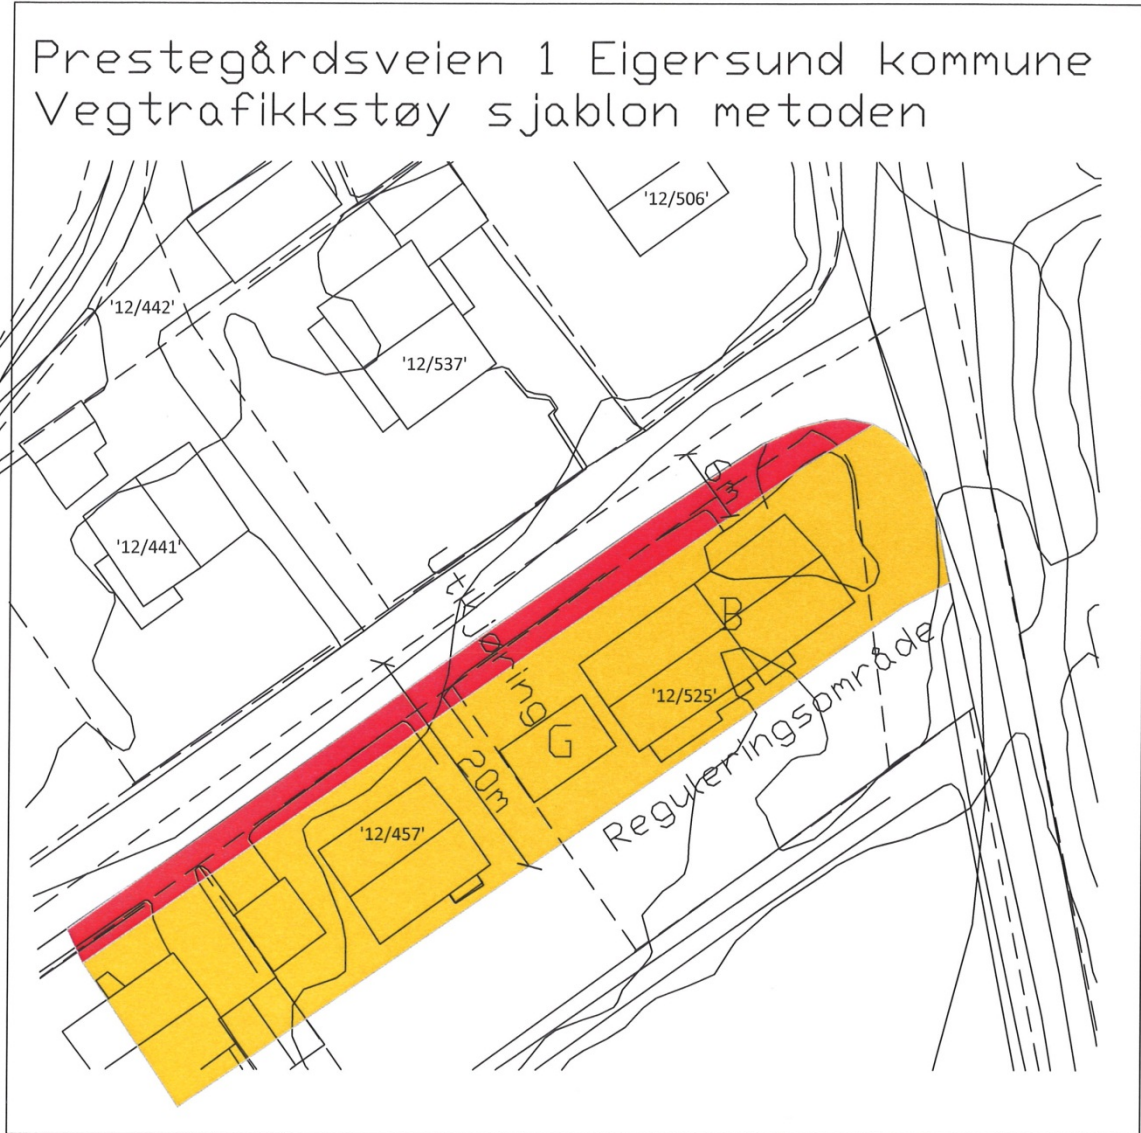 Prestegårdsveien 1 Eigersund kommune
Vegtrafikkstøy sjablon metoden
'12/506'
'12/442'
'12/537'
'12/441'
B
Kjøring
'12/525'
G
20m
'12/457'
Reguleringsområde